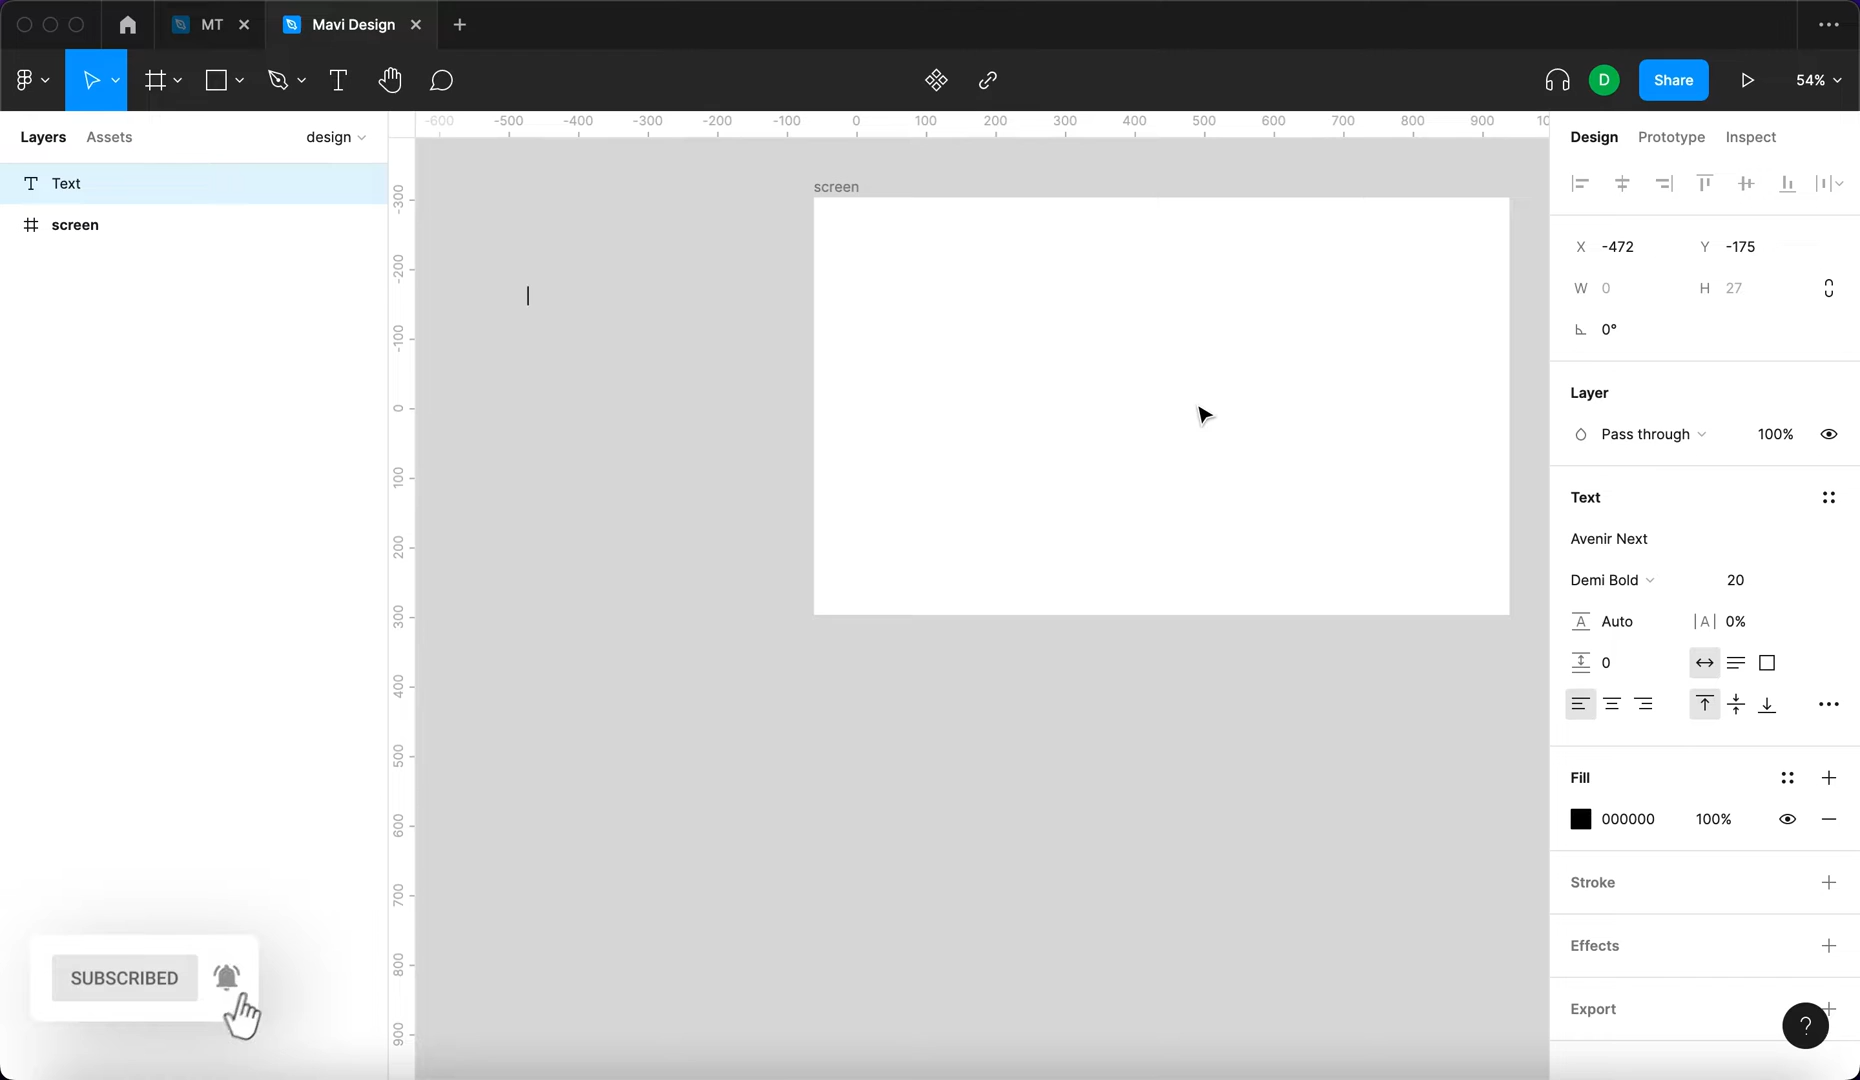 MT
Mavi Design
D
Share
54%
Layers
Assets
design
Text
screen
-600 -500 -400 -300 -200 -100 0 100 200 300 400 500 600 700 800 900 10
-300
-200
-100
0
100
200
300
400
500
600
700
800
900
screen
Design
Prototype
Inspect
X -472
Y -175
W 0
H 27
0°
Layer
Pass through
100%
Text
Avenir Next
Demi Bold
20
A Auto
|A| 0%
0
Fill
000000
100%
Stroke
Effects
Export
?
SUBSCRIBED